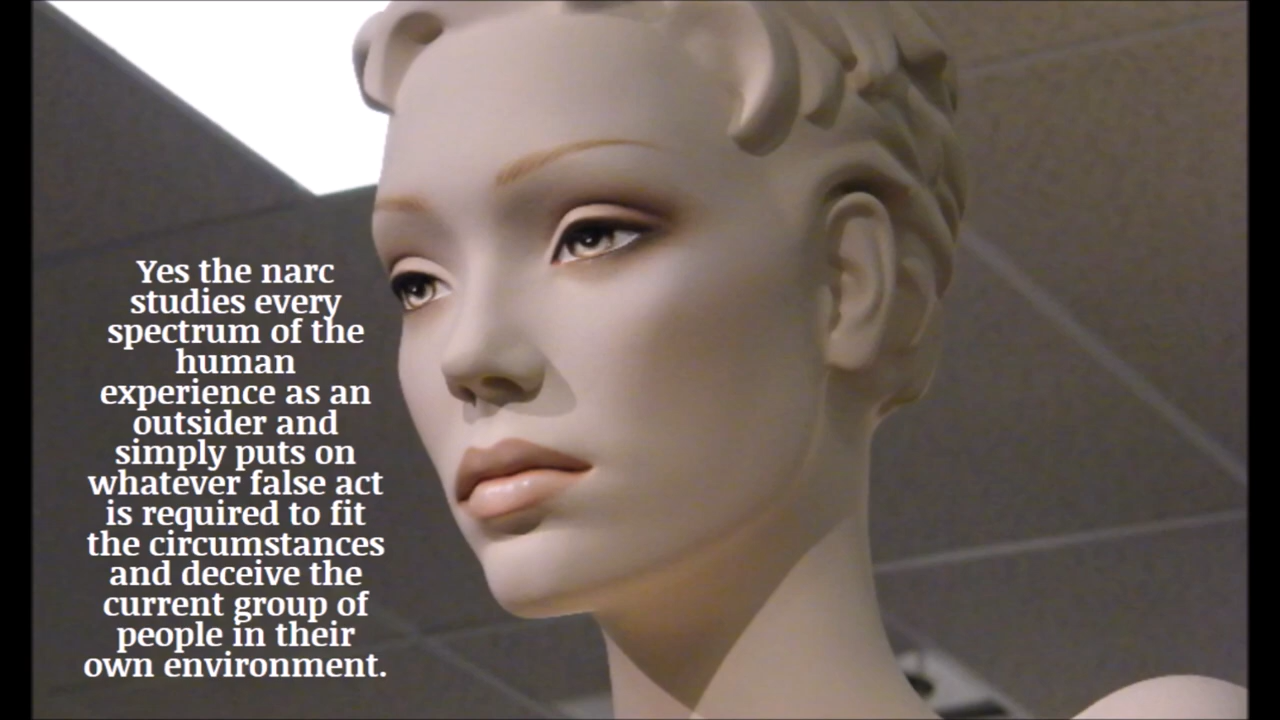 Yes the narc
studies every
spectrum of the
human
experience as an
outsider and
simply puts on
whatever false act
is required to fit
the circumstances
and deceive the
current group of
people in their
own environment.